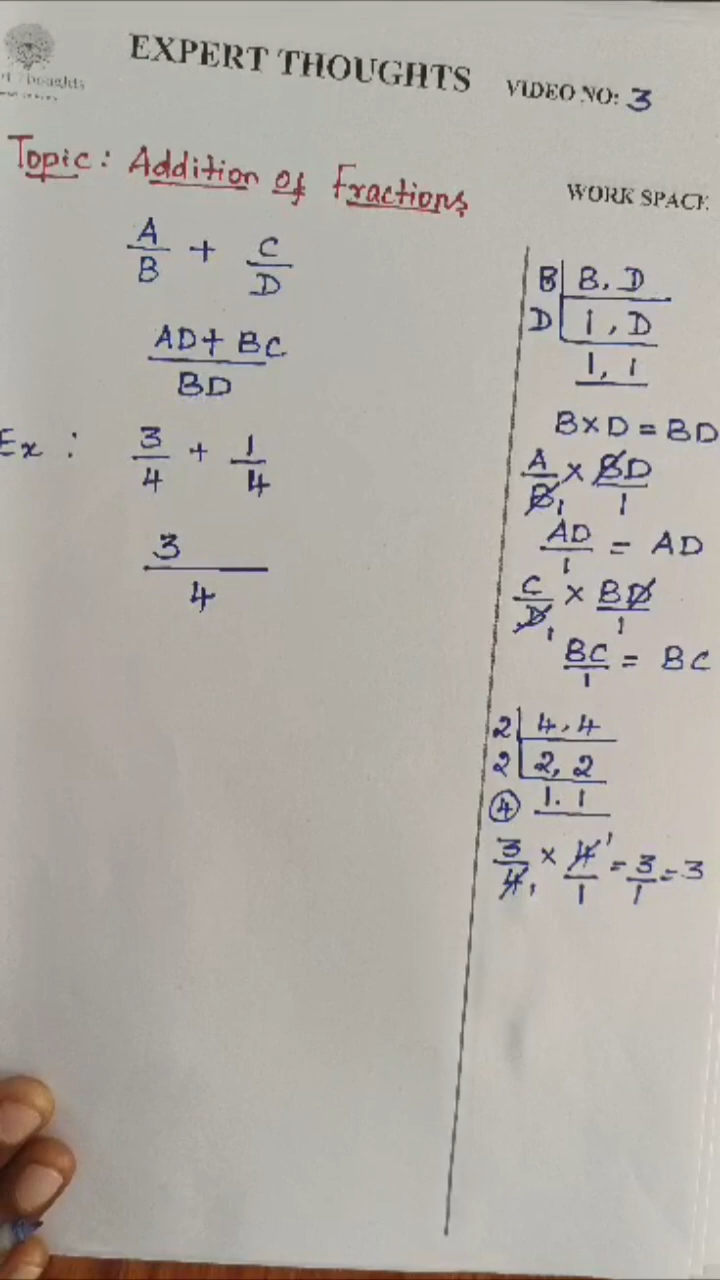 EXPERT THOUGHTS
VIDEO NO: 3
Topic: Addition of Fractions
A/B + C/D
AD + BC
BD
Ex : 3/4 + 1/4
3
4
WORK SPACE
B | B, D
D | 1, D
1, 1
B×D = BD
A/B, × BD/1
AD/1 = AD
C/D, × BD/1
BC/1 = BC
2 | 4, 4
2 | 2, 2
4 1. 1
3/4, × 4'/1 = 3/1 = 3